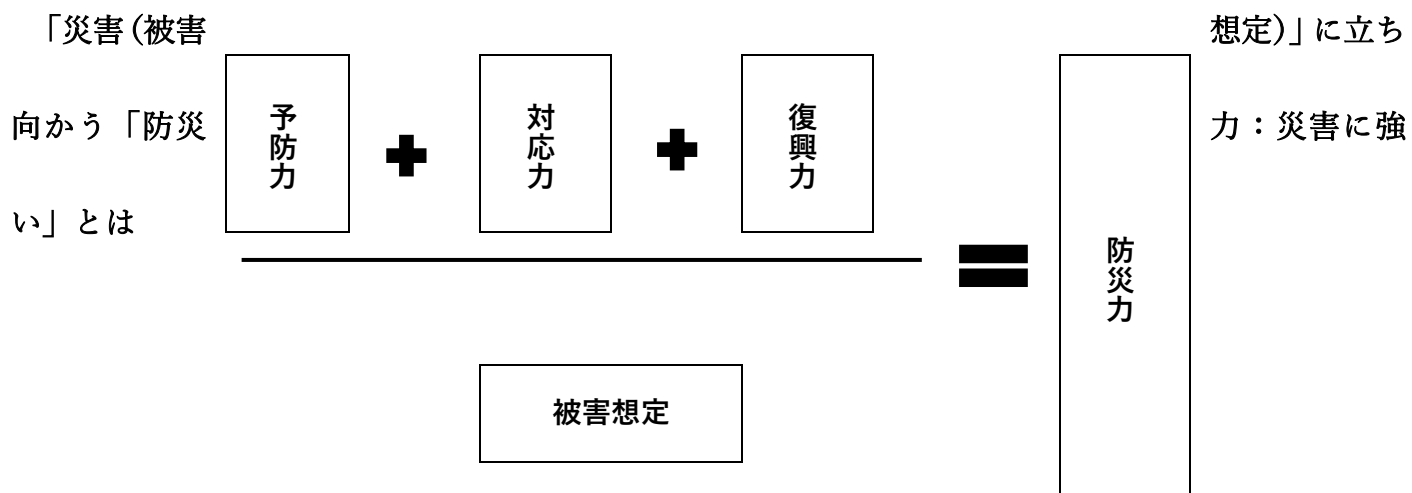 「災害（被害想定）」に立ち
向かう「防災力：災害に強
い」とは
予防力
＋
対応力
＋
復興力
＝
防災力
被害想定